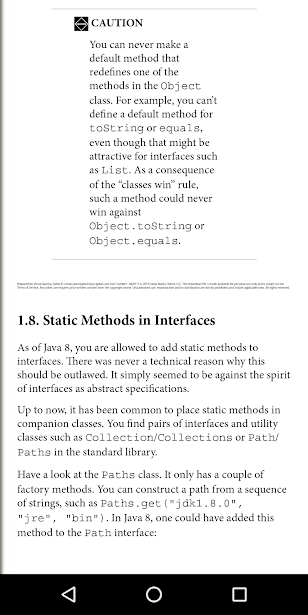 CAUTION
You can never make a
default method that
redefines one of the
methods in the Object
class. For example, you can't
define a default method for
toString or equals,
even though that might be
attractive for interfaces such
as List. As a consequence
of the “classes win” rule,
such a method could never
win against
Object.toString or
Object.equals.
1.8. Static Methods in Interfaces
As of Java 8, you are allowed to add static methods to
interfaces. There was never a technical reason why this
should be outlawed. It simply seemed to be against the spirit
of interfaces as abstract specifications.
Up to now, it has been common to place static methods in
companion classes. You find pairs of interfaces and utility
classes such as Collection/Collections or Path/
Paths in the standard library.
Have a look at the Paths class. It only has a couple of
factory methods. You can construct a path from a sequence
of strings, such as Paths.get("jdk1.8.0",
"jre", "bin"). In Java 8, one could have added this
method to the Path interface: